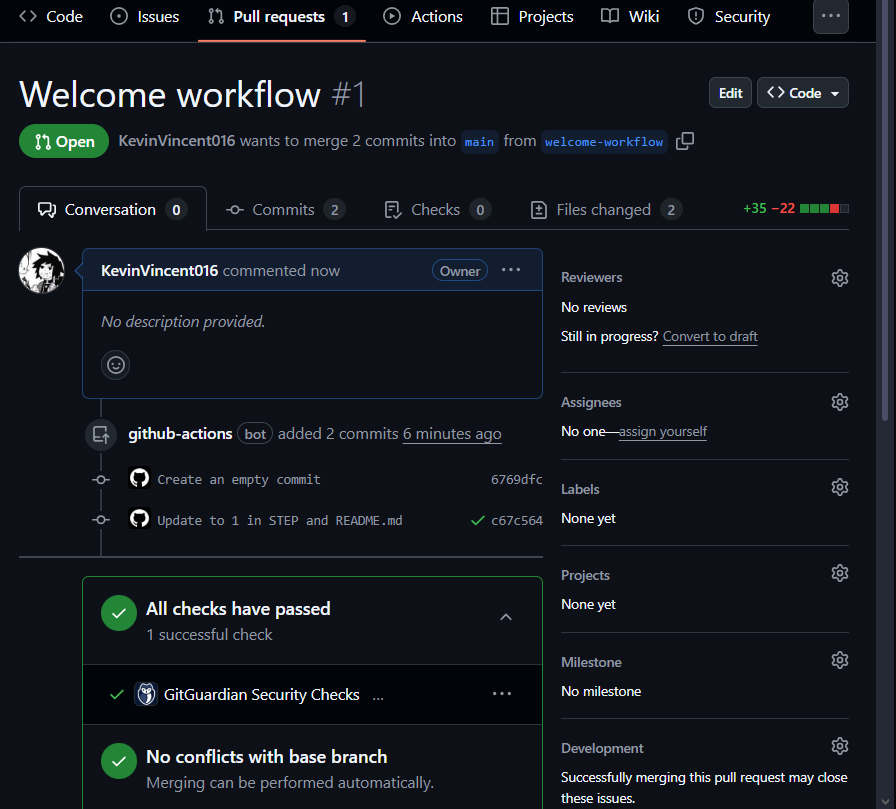 Code Issues Pull requests 1 Actions Projects Wiki Security ...
Welcome workflow #1
Edit Code
Open KevinVincent016 wants to merge 2 commits into main from welcome-workflow
Conversation 0 Commits 2 Checks 0 Files changed 2 +35 −22
KevinVincent016 commented now Owner ...
No description provided.
github-actions bot added 2 commits 6 minutes ago
Create an empty commit 6769dfc
Update to 1 in STEP and README.md c67c564
All checks have passed
1 successful check
GitGuardian Security Checks ... ...
No conflicts with base branch
Merging can be performed automatically.
Reviewers
No reviews
Still in progress? Convert to draft
Assignees
No one—assign yourself
Labels
None yet
Projects
None yet
Milestone
No milestone
Development
Successfully merging this pull request may close
these issues.